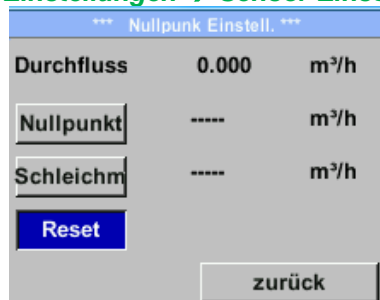 *** Nullpunk Einstell. ***
Durchfluss 0.000 m³/h
Nullpunkt ----- m³/h
Schleichm ----- m³/h
Reset
zurück